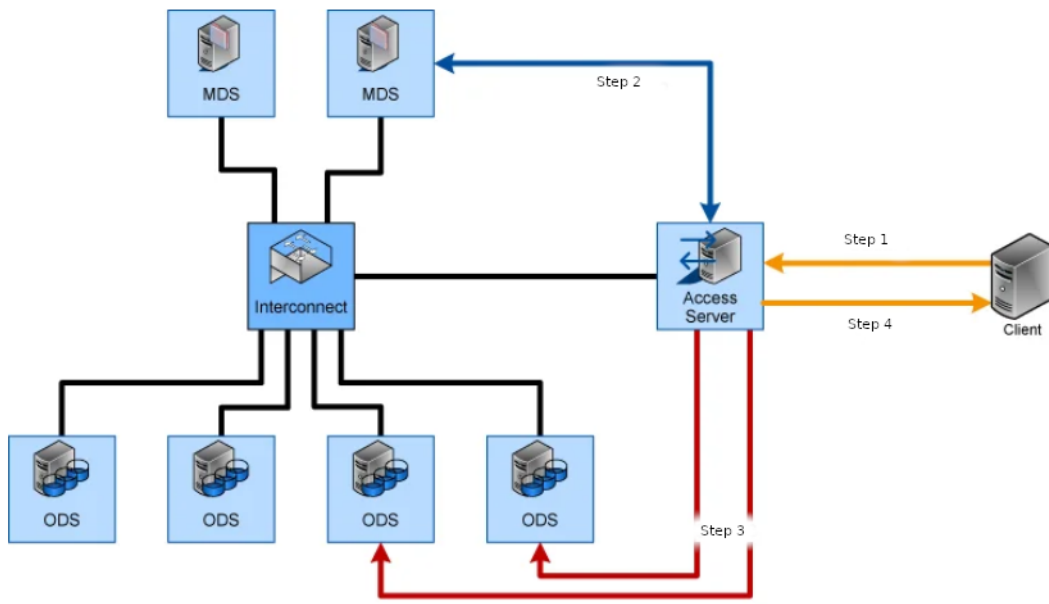 MDS
MDS
Step 2
Step 1
Interconnect
Access
Server
Step 4
Client
ODS
ODS
ODS
ODS
Step 3